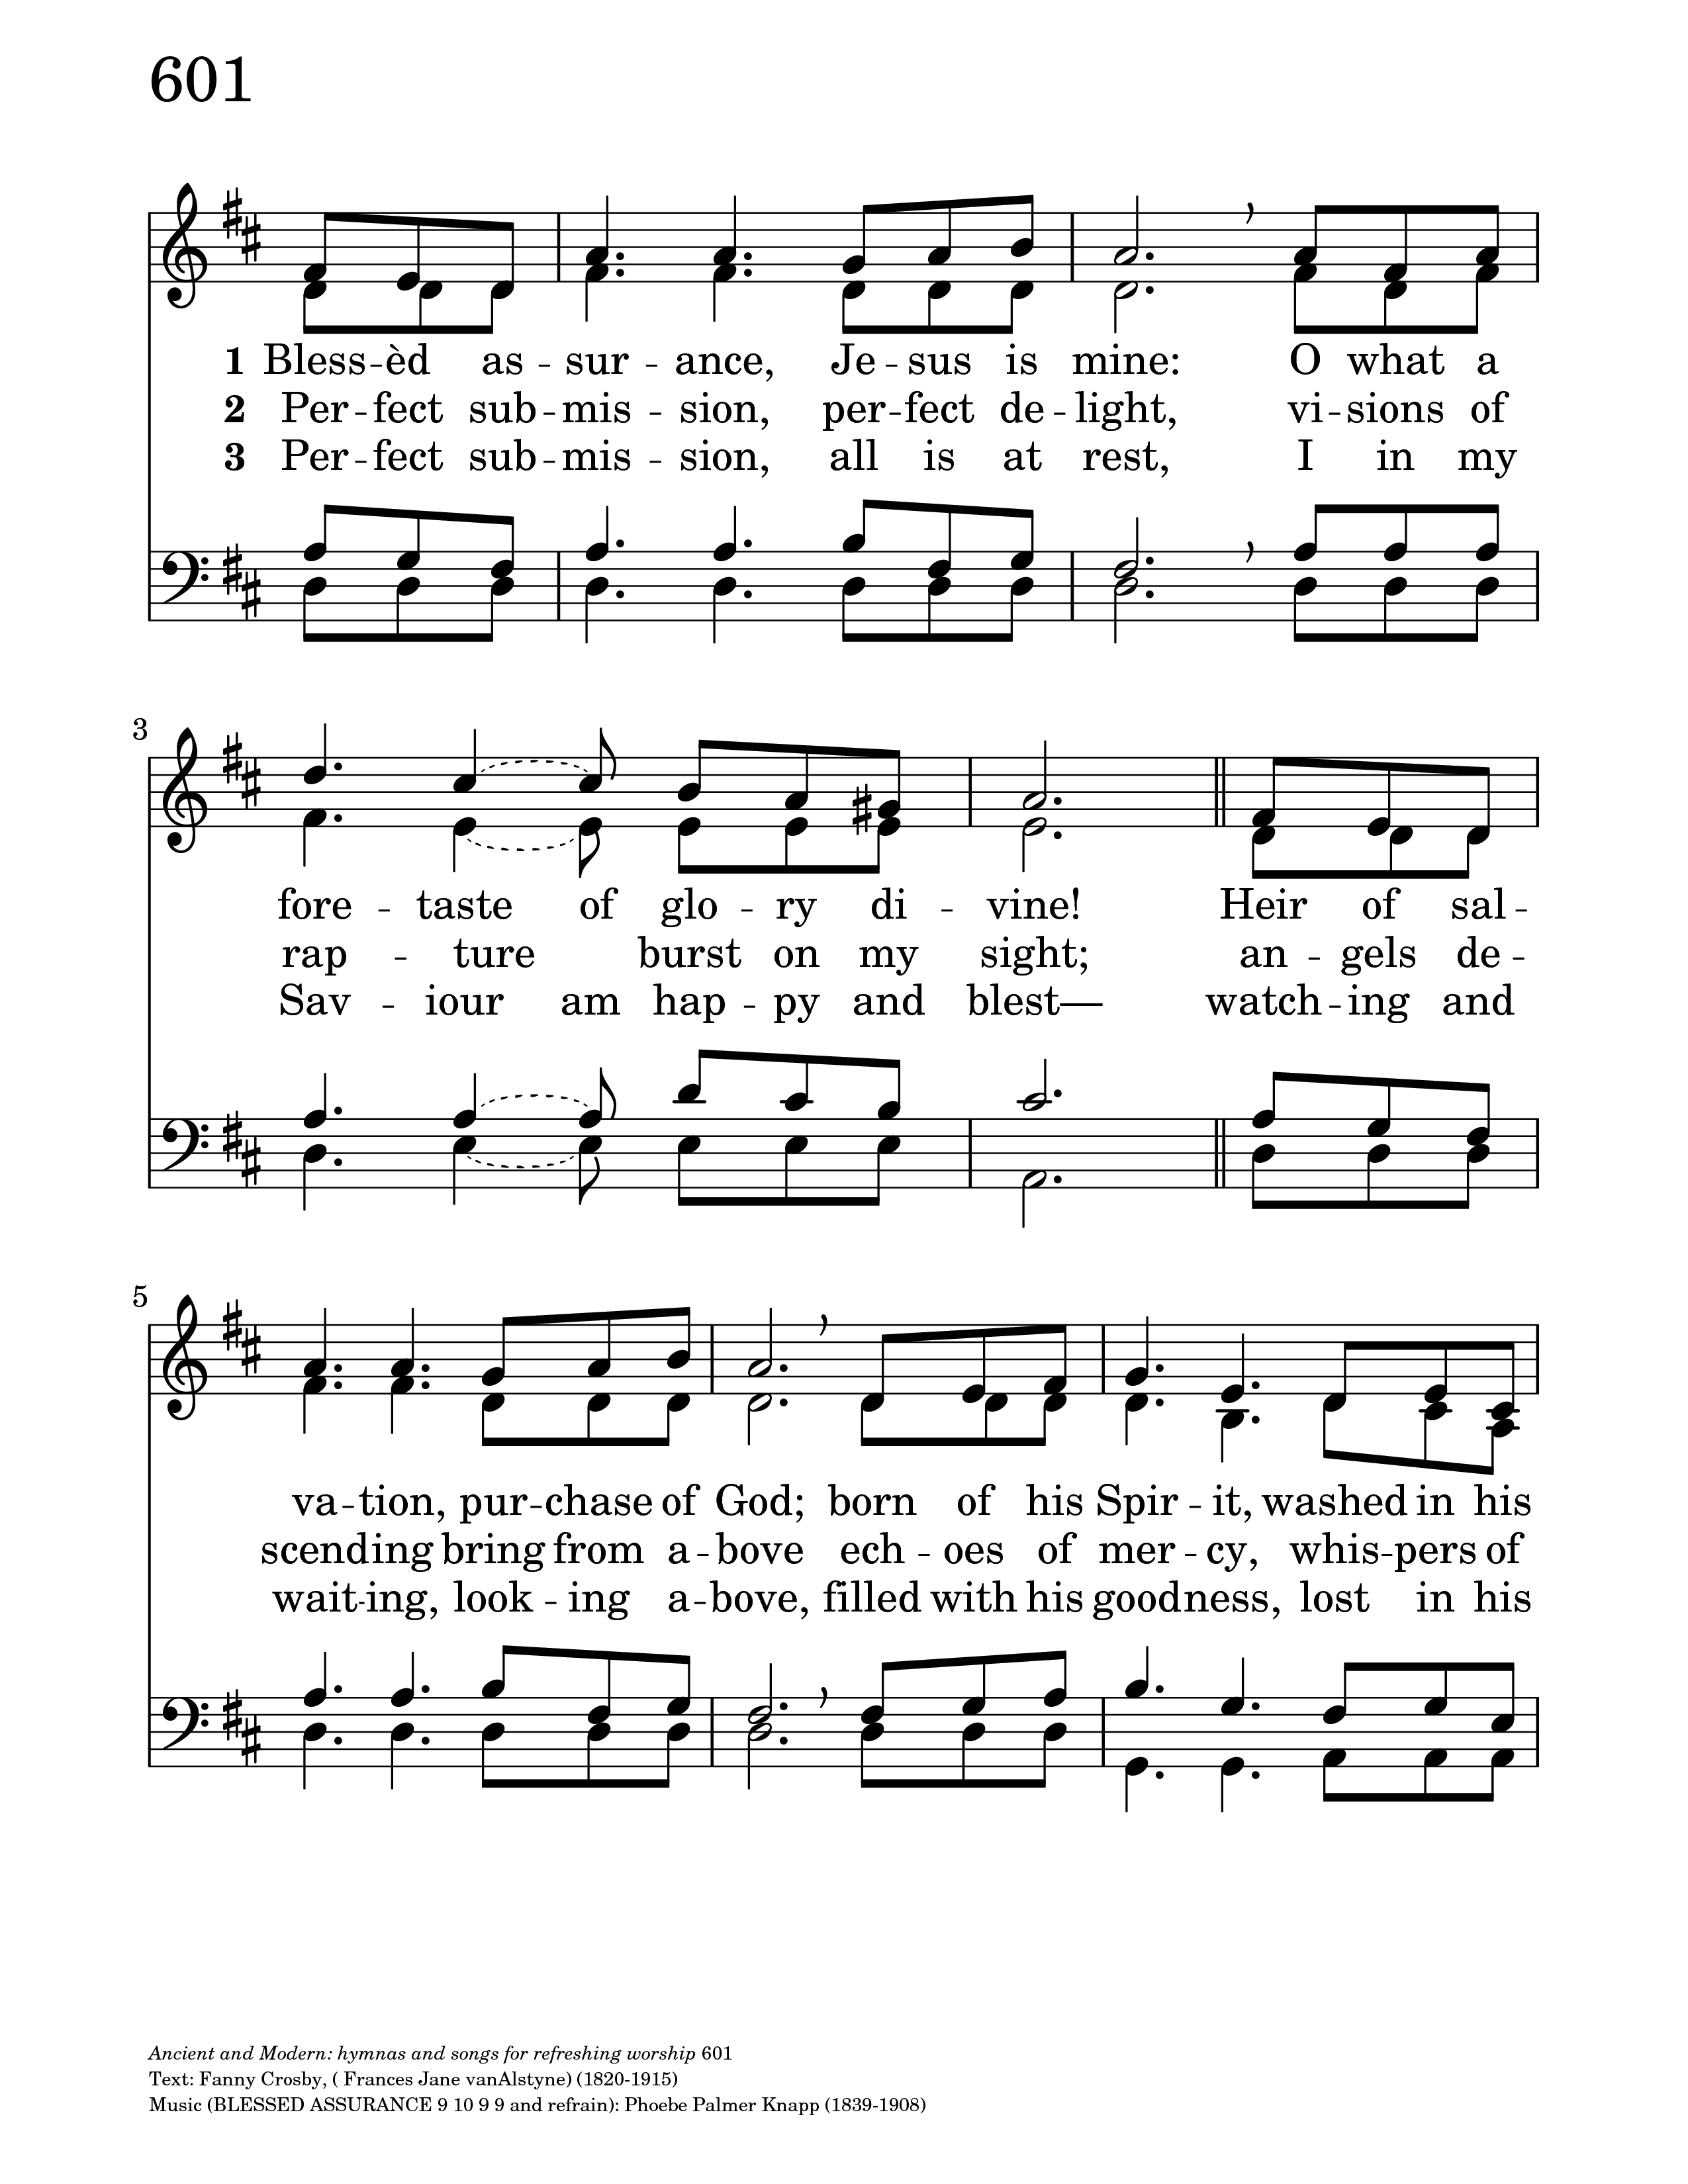 601
1 Bless -- èd as -- sur -- ance, Je -- sus is mine: O what a
2 Per -- fect sub -- mis -- sion, per -- fect de -- light, vi -- sions of
3 Per -- fect sub -- mis -- sion, all is at rest, I in my
3
fore -- taste of glo -- ry di -- vine! Heir of sal --
rap -- ture burst on my sight; an -- gels de --
Sav -- iour am hap -- py and blest— watch -- ing and
5
va -- tion, pur -- chase of God; born of his Spir -- it, washed in his
scending bring from a -- bove ech -- oes of mer -- cy, whis -- pers of
wait -- ing, look -- ing a -- bove, filled with his goodness, lost in his
Ancient and Modern: hymnas and songs for refreshing worship 601
Text: Fanny Crosby, ( Frances Jane vanAlstyne) (1820-1915)
Music (BLESSED ASSURANCE 9 10 9 9 and refrain): Phoebe Palmer Knapp (1839-1908)